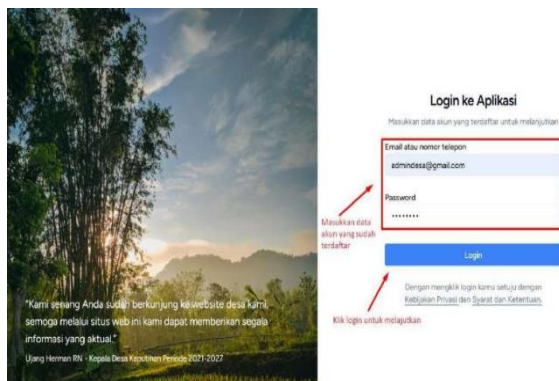 Login ke Aplikasi
Masukkan data akun yang terdaftar untuk melanjutkan
Email atau nomor telepon
admindesa@gmail.com
Password
Login
Dengan mengklik login kamu setuju dengan
Kebijakan Privasi dan Syarat dan Ketentuan.
Masukkan data
akun yang sudah
terdaftar
Klik login untuk melajutkan
"Kami senang Anda sudah berkunjung ke website desa kami,
semoga melalui situs web ini kami dapat memberikan segala
informasi yang aktual."
Ujang Herman RN - Kepala Desa Kaputihan Periode 2021-2027